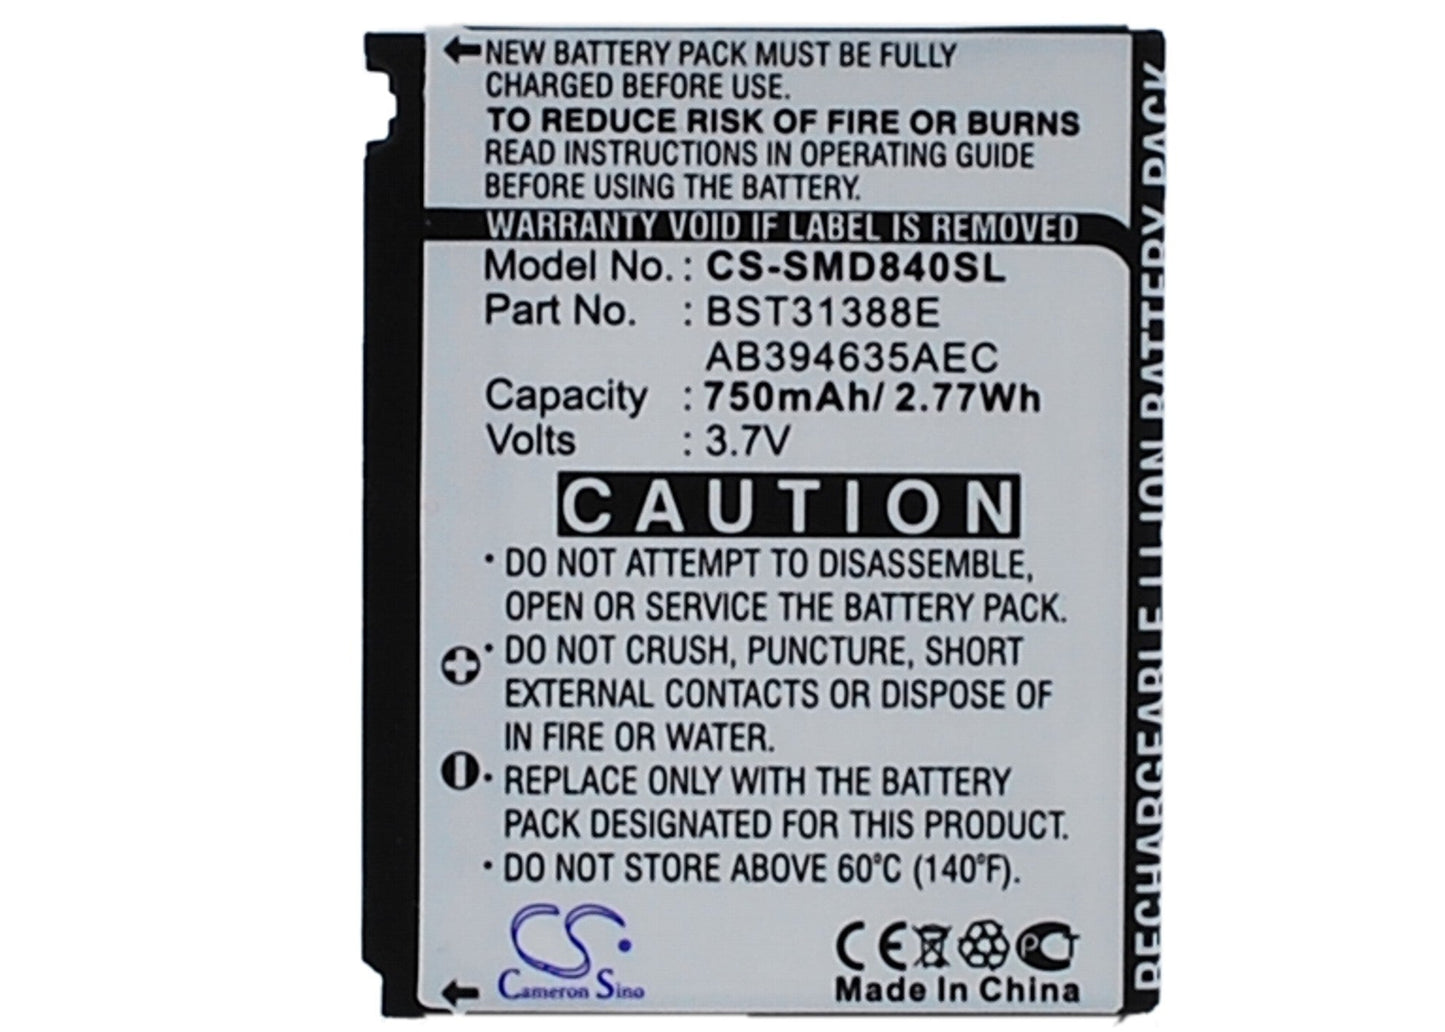 NEW BATTERY PACK MUST BE FULLY
CHARGED BEFORE USE.
TO REDUCE RISK OF FIRE OR BURNS
READ INSTRUCTIONS IN OPERATING GUIDE
BEFORE USING THE BATTERY.
WARRANTY VOID IF LABEL IS REMOVED
Model No. : CS-SMD840SL
Part No. : BST31388E
AB394635AEC
Capacity : 750mAh/ 2.77Wh
Volts : 3.7V
CAUTION
• DO NOT ATTEMPT TO DISASSEMBLE,
OPEN OR SERVICE THE BATTERY PACK.
• DO NOT CRUSH, PUNCTURE, SHORT
EXTERNAL CONTACTS OR DISPOSE OF
IN FIRE OR WATER.
• REPLACE ONLY WITH THE BATTERY
PACK DESIGNATED FOR THIS PRODUCT.
• DO NOT STORE ABOVE 60°C (140°F).
CS
Cameron Sino
CE PCT
Made In China
RECHARGEABLE LI-ION BATTERY PACK